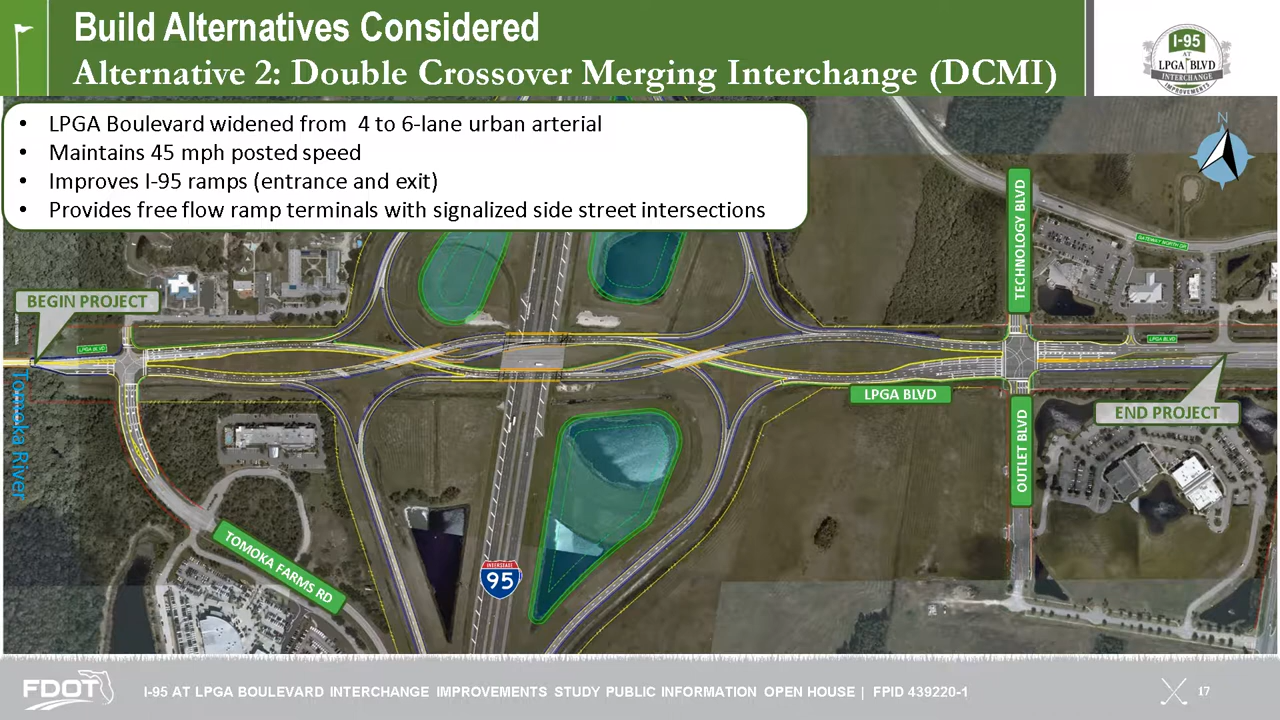 Build Alternatives Considered
Alternative 2: Double Crossover Merging Interchange (DCMI)
I-95
AT
LPGA BLVD
INTERCHANGE
IMPROVEMENTS
• LPGA Boulevard widened from 4 to 6-lane urban arterial
• Maintains 45 mph posted speed
• Improves I-95 ramps (entrance and exit)
• Provides free flow ramp terminals with signalized side street intersections
N
TECHNOLOGY BLVD
GATEWAY NORTH DR
BEGIN PROJECT
LPGA BLVD
LPGA BLVD
Tomoka River
LPGA BLVD
END PROJECT
OUTLET BLVD
TOMOKA FARMS RD
INTERSTATE
95
FDOT
I-95 AT LPGA BOULEVARD INTERCHANGE IMPROVEMENTS STUDY PUBLIC INFORMATION OPEN HOUSE | FPID 439220-1
17